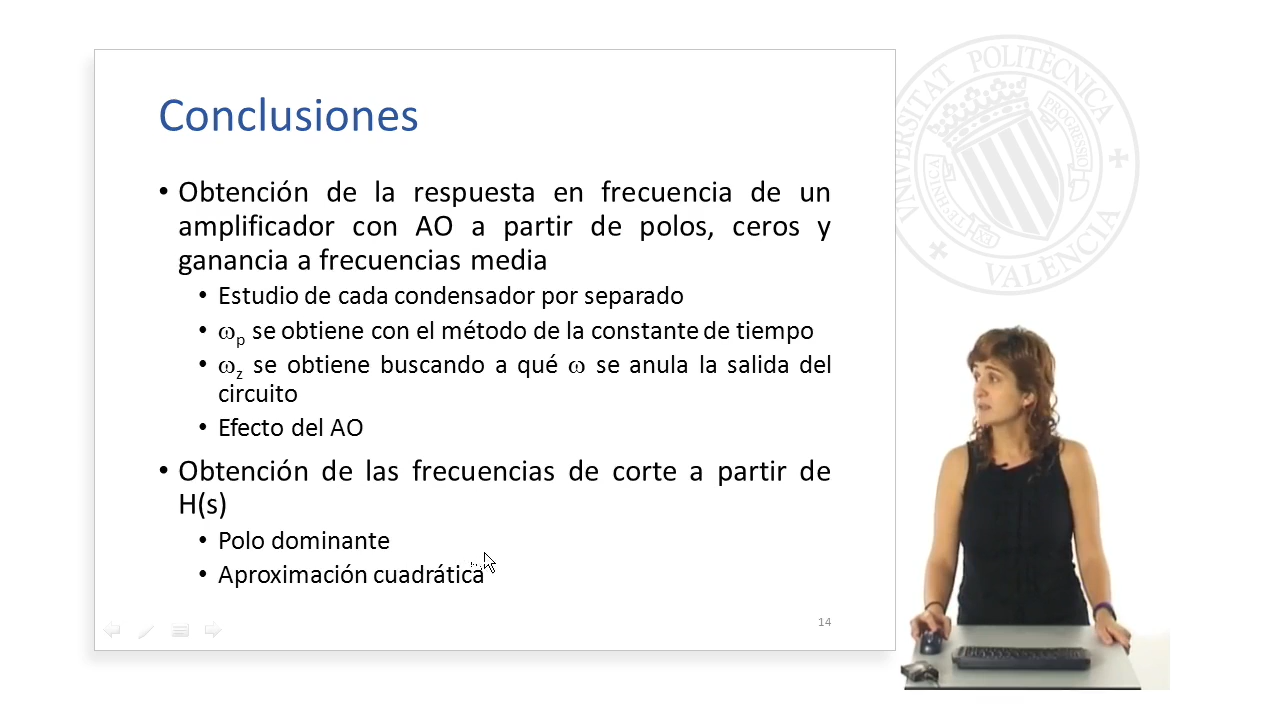 Conclusiones
• Obtención de la respuesta en frecuencia de un
amplificador con AO a partir de polos, ceros y
ganancia a frecuencias media
• Estudio de cada condensador por separado
• ωp se obtiene con el método de la constante de tiempo
• ωz se obtiene buscando a qué ω se anula la salida del
circuito
• Efecto del AO
• Obtención de las frecuencias de corte a partir de
H(s)
• Polo dominante
• Aproximación cuadrática
14
VNIVERSITAT POLITÈCNICA
VALÈNCIA
PROGRESSIO